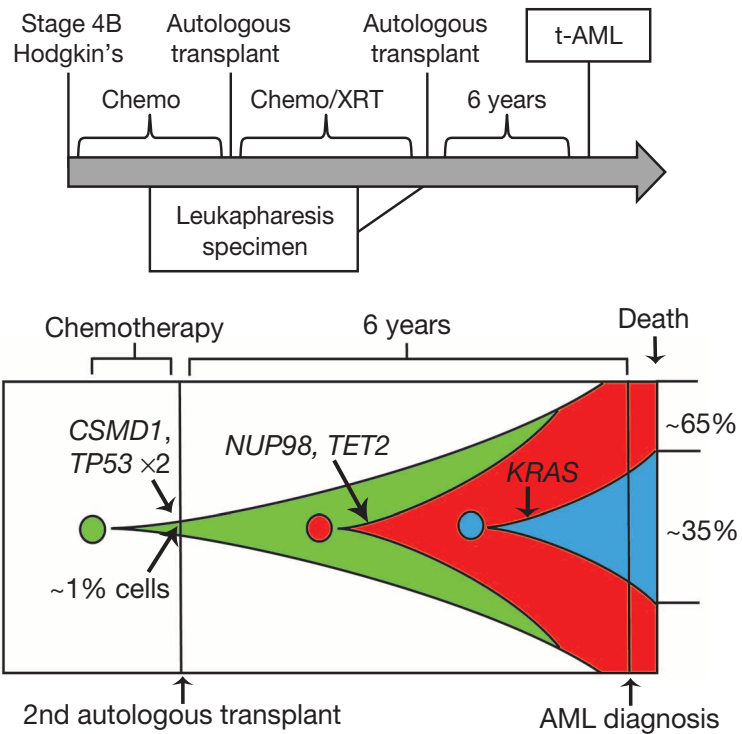 Stage 4B
Hodgkin's
Autologous
transplant
Autologous
transplant
t-AML
Chemo
Chemo/XRT
6 years
Leukapharesis
specimen
Chemotherapy
6 years
Death
CSMD1,
TP53 ×2
NUP98, TET2
KRAS
~65%
~35%
~1% cells
2nd autologous transplant
AML diagnosis